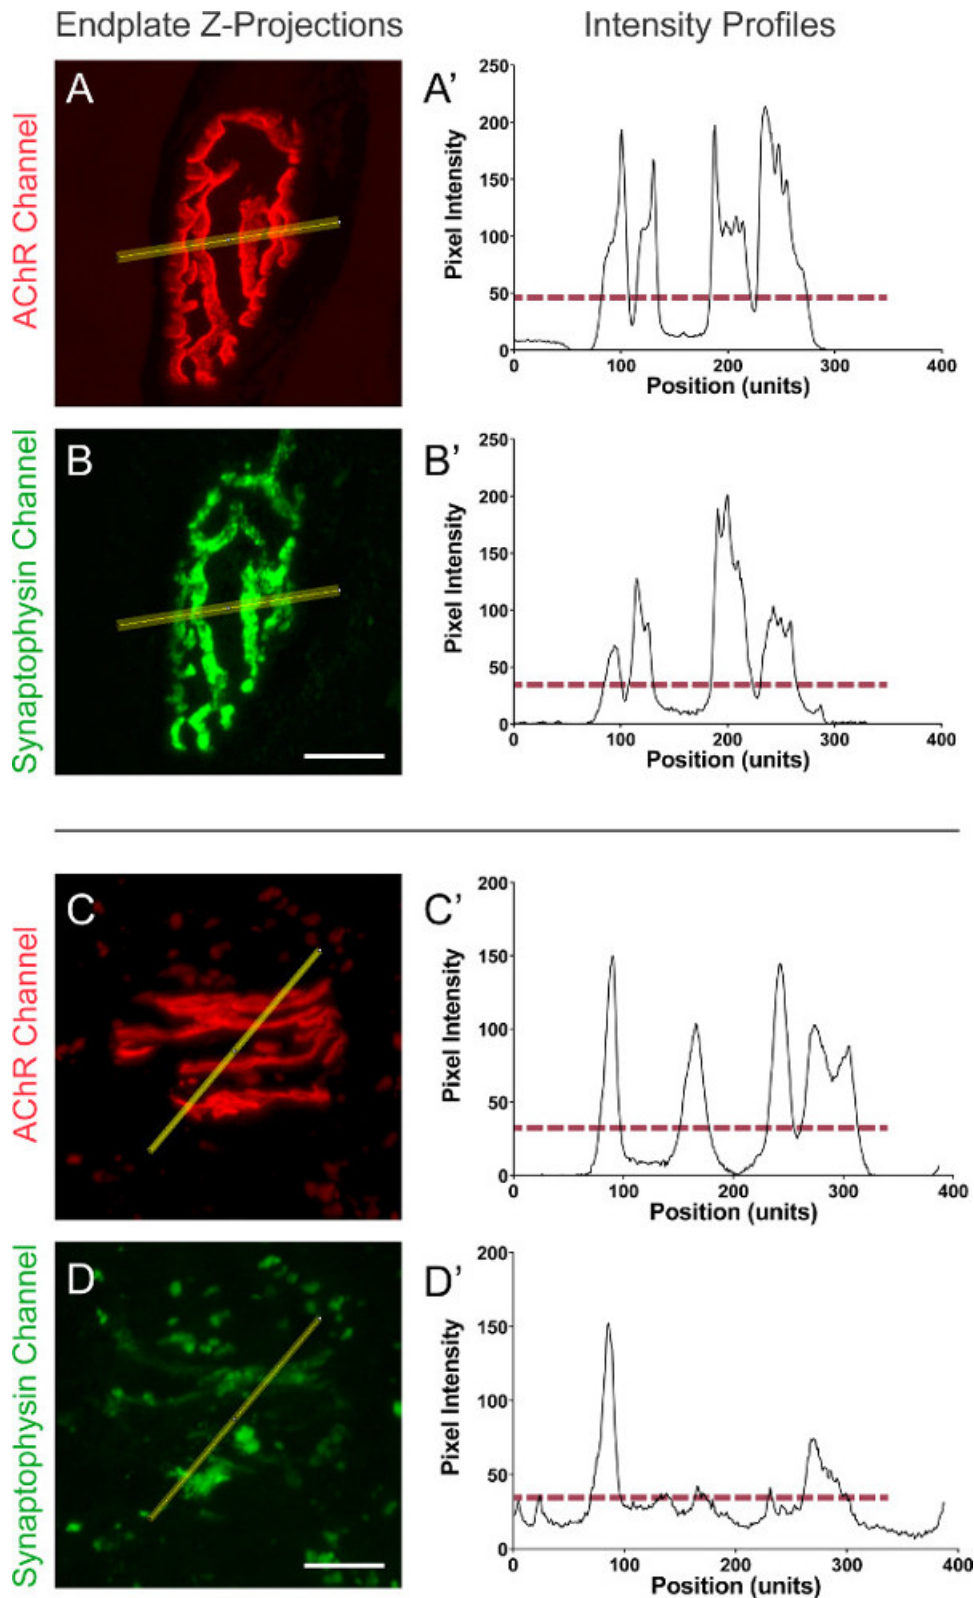 Endplate Z-Projections
Intensity Profiles
AChR Channel
A
A'
Pixel Intensity
250
200
150
100
50
0
0 100 200 300 400
Position (units)
Synaptophysin Channel
B
B'
Pixel Intensity
250
200
150
100
50
0
0 100 200 300 400
Position (units)
AChR Channel
C
C'
Pixel Intensity
200
150
100
50
0
0 100 200 300 400
Position (units)
Synaptophysin Channel
D
D'
Pixel Intensity
200
150
100
50
0
0 100 200 300 400
Position (units)